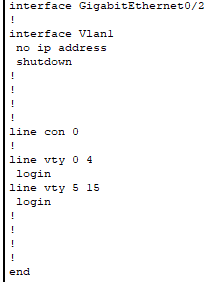 interface GigabitEthernet0/2
!
interface Vlan1
 no ip address
 shutdown
!
!
!
!
line con 0
!
line vty 0 4
 login
line vty 5 15
 login
!
!
!
!
end